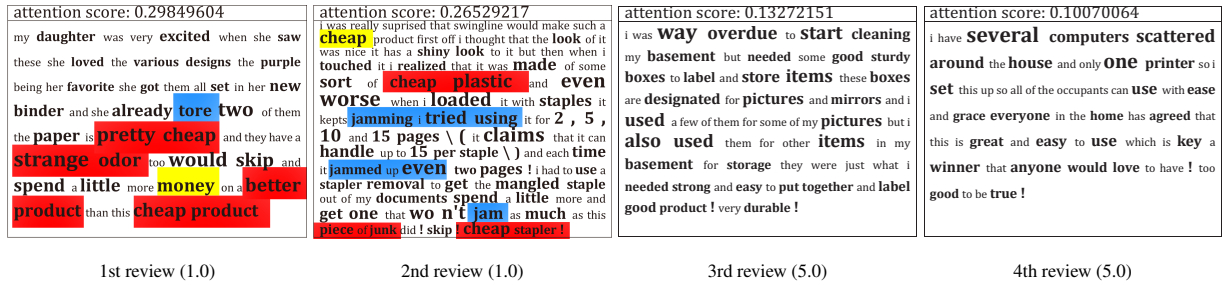 attention score: 0.29849604
my daughter was very excited when she saw
these she loved the various designs the purple
being her favorite she got them all set in her new
binder and she already tore two of them
the paper is pretty cheap and they have a
strange odor too would skip and
spend a little more money on a better
product than this cheap product
attention score: 0.26529217
i was really suprised that swingline would make such a
cheap product first off i thought that the look of it
was nice it has a shiny look to it but then when i
touched it i realized that it was made of some
sort of cheap plastic and even
worse when i loaded it with staples it
kepts jamming i tried using it for 2 , 5 ,
10 and 15 pages \ ( it claims that it can
handle up to 15 per staple \ ) and each time
it jammed up even two pages ! i had to use a
stapler removal to get the mangled staple
out of my documents spend a little more and
get one that wo n't jam as much as this
piece of junk did ! skip ! cheap stapler !
attention score: 0.13272151
i was way overdue to start cleaning
my basement but needed some good sturdy
boxes to label and store items these boxes
are designated for pictures and mirrors and i
used a few of them for some of my pictures but i
also used them for other items in my
basement for storage they were just what i
needed strong and easy to put together and label
good product ! very durable !
attention score: 0.10070064
i have several computers scattered
around the house and only one printer so i
set this up so all of the occupants can use with ease
and grace everyone in the home has agreed that
this is great and easy to use which is key a
winner that anyone would love to have ! too
good to be true !
1st review (1.0)
2nd review (1.0)
3rd review (5.0)
4th review (5.0)